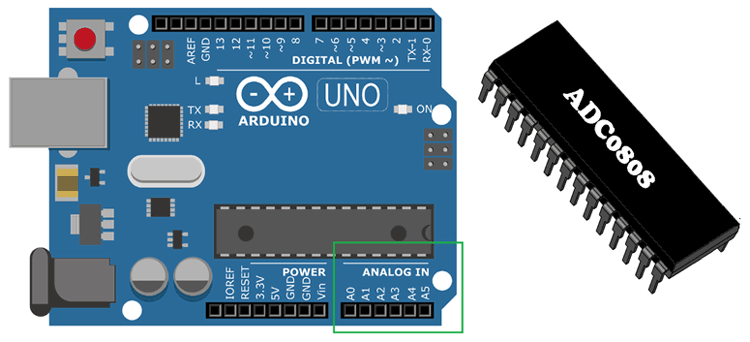 AREF
GND
13
12
~11
~10
~9
8
7
~6
~5
4
~3
2
TX-1
RX-0
DIGITAL (PWM ~)
L
TX
RX
ARDUINO
UNO
ON
ADC0808
POWER
ANALOG IN
IOREF
RESET
3.3V
5V
GND
GND
Vin
A0
A1
A2
A3
A4
A5